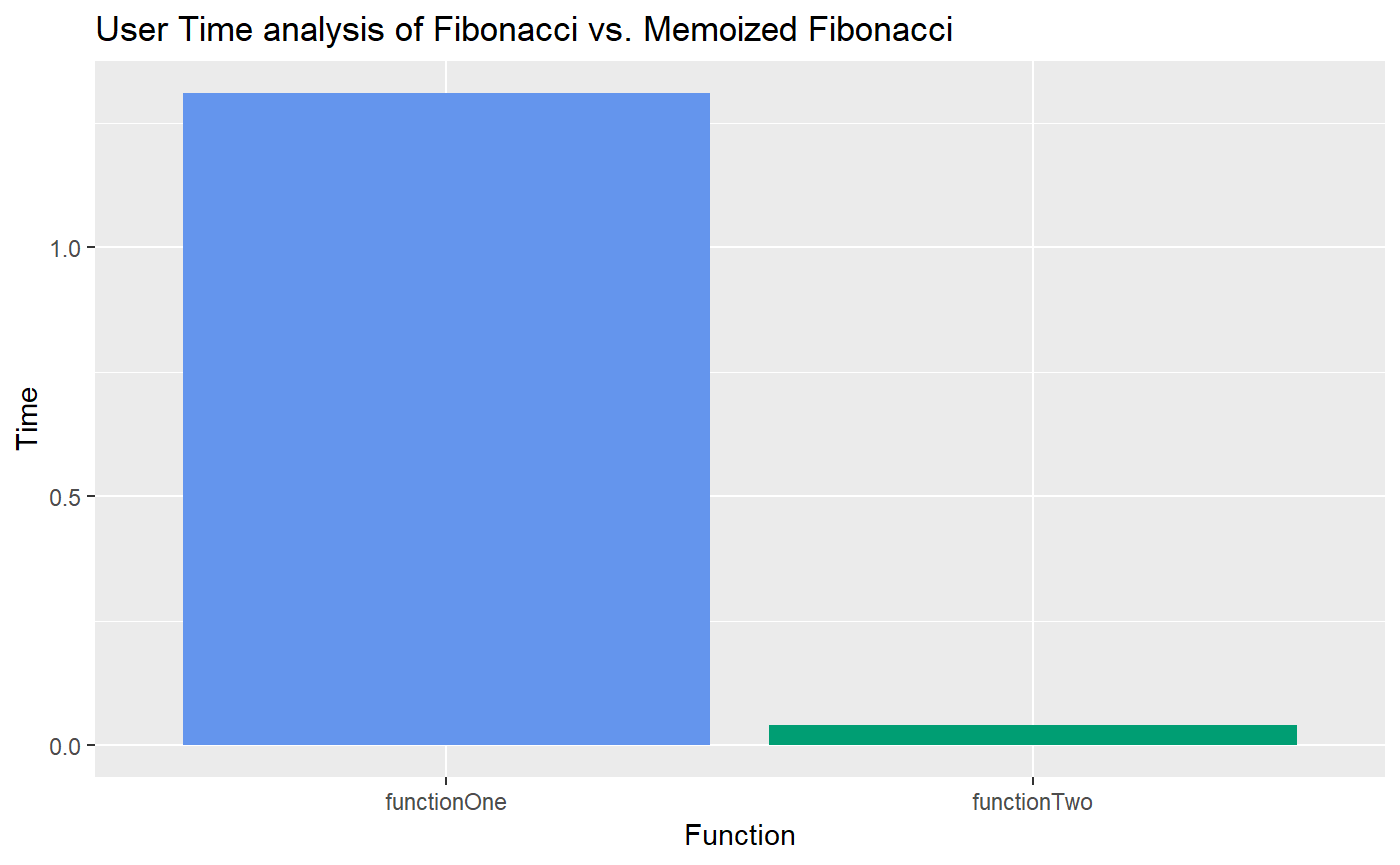 User Time analysis of Fibonacci vs. Memoized Fibonacci
Time
1.0
0.5
0.0
functionOne
functionTwo
Function